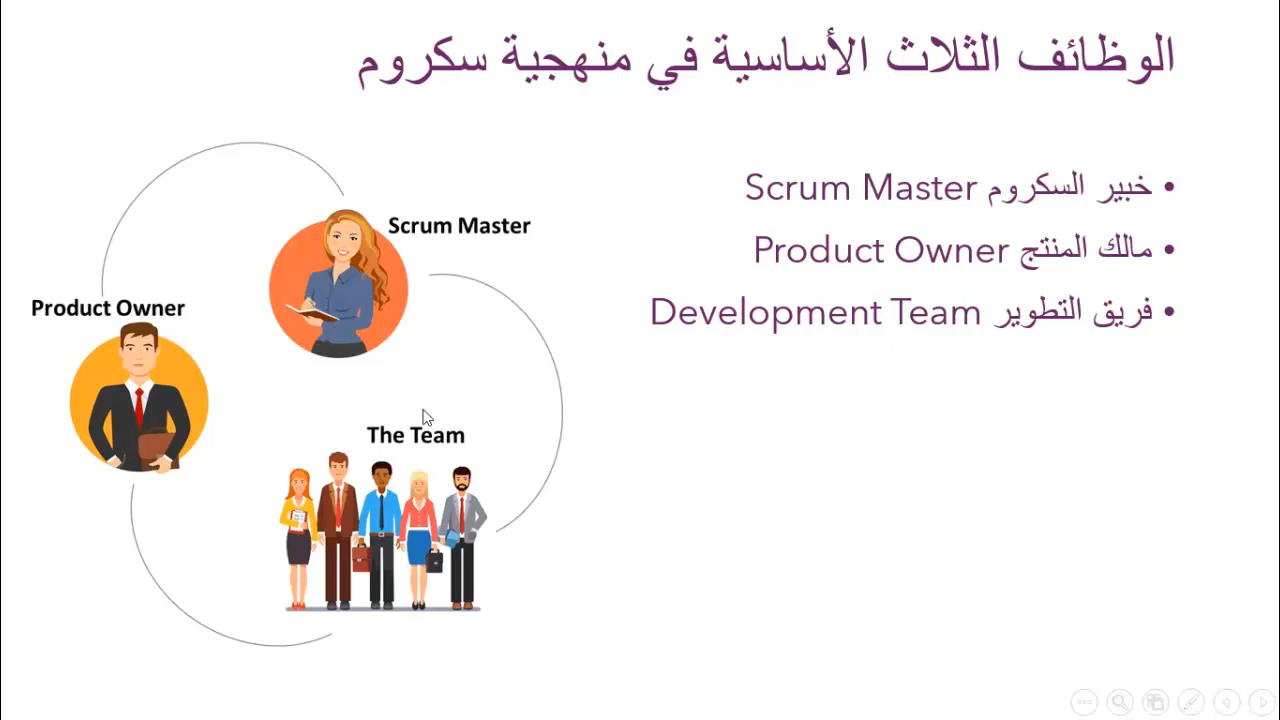 الوظائف الثلاث الأساسية في منهجية سكروم
• خبير السكروم Scrum Master
• مالك المنتج Product Owner
• فريق التطوير Development Team
Scrum Master
Product Owner
The Team